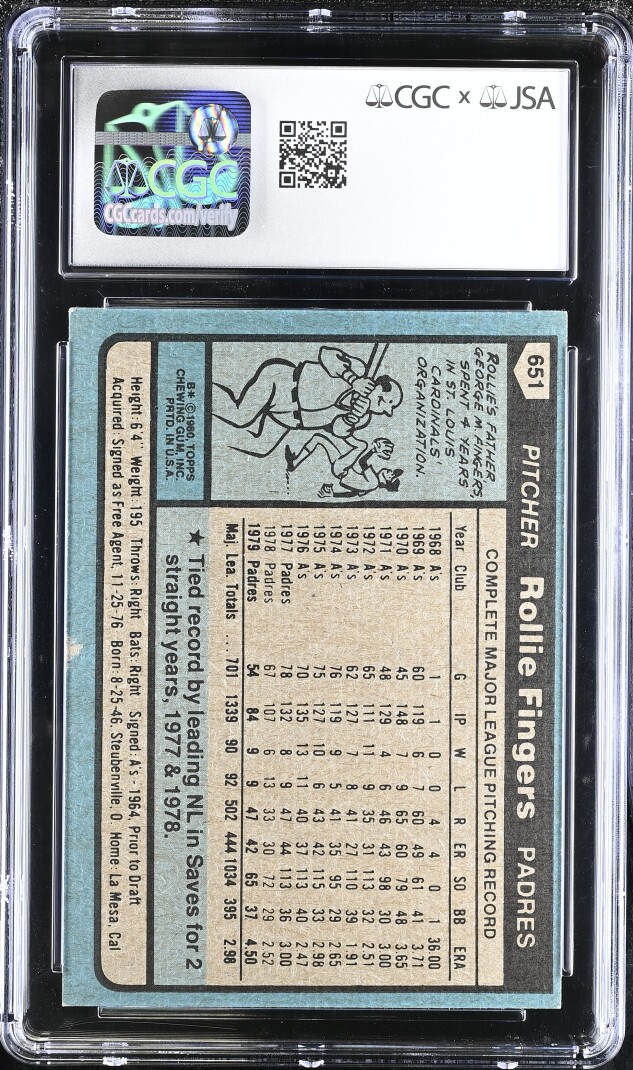 CGC x JSA
CGC
CGCcards.com/verify
651
PITCHER Rollie Fingers PADRES
ROLLIE'S FATHER
GEORGE M. FINGERS,
SPENT 4 YEARS
IN ST. LOUIS
CARDINALS'
ORGANIZATION.
B* © 1980, TOPPS
CHEWING GUM, INC.
PRTD. IN U.S.A.
COMPLETE MAJOR LEAGUE PITCHING RECORD
Year Club G IP W L R ER SO BB ERA
1968 A's 1 1 0 0 4 4 0 1 36.00
1969 A's 60 119 6 7 60 49 61 41 3.71
1970 A's 45 148 7 9 65 60 79 48 3.65
1971 A's 48 129 4 6 46 43 98 30 3.00
1972 A's 65 111 11 9 35 31 113 32 2.51
1973 A's 62 127 7 8 41 27 110 39 1.91
1974 A's 76 119 9 5 41 35 95 29 2.65
1975 A's 75 127 10 6 43 42 115 33 2.98
1976 A's 70 135 13 11 40 37 113 40 2.47
1977 Padres 78 132 8 9 47 44 113 36 3.00
1978 Padres 67 107 6 13 33 30 72 29 2.52
1979 Padres 54 84 9 9 47 42 65 37 4.50
Maj. Lea. Totals ... 701 1339 90 92 502 444 1034 395 2.98
★ Tied record by leading NL in Saves for 2
straight years, 1977 & 1978.
Height: 6'4" Weight: 195 Throws: Right Bats: Right Signed: A's - 1964, Prior to Draft
Acquired: Signed as Free Agent, 11-25-76 Born: 8-25-46, Steubenville, O. Home: La Mesa, Cal